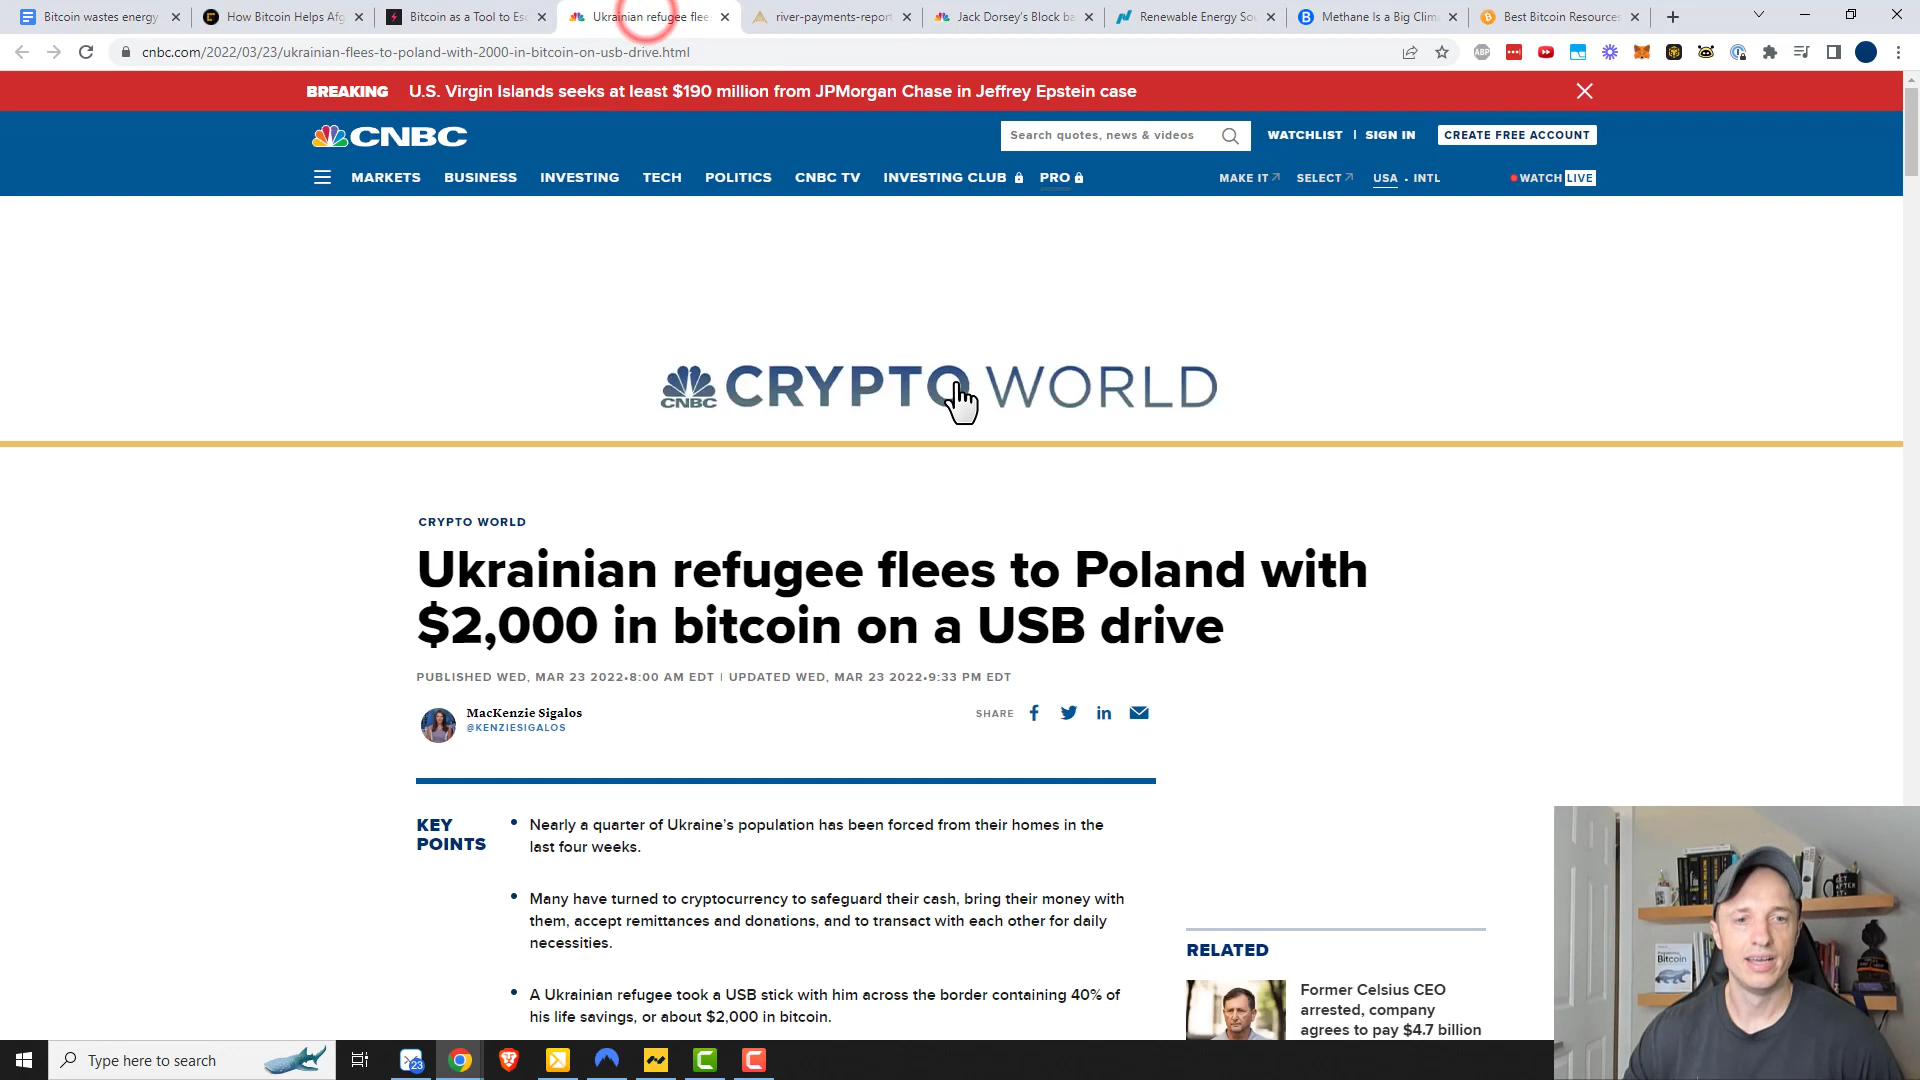 Bitcoin wastes energy
How Bitcoin Helps Afg
Bitcoin as a Tool to Esc
Ukrainian refugee flee
river-payments-report
Jack Dorsey's Block ba
Renewable Energy So
Methane Is a Big Clim
Best Bitcoin Resources
cnbc.com/2022/03/23/ukrainian-flees-to-poland-with-2000-in-bitcoin-on-usb-drive.html
ABP
BREAKING U.S. Virgin Islands seeks at least $190 million from JPMorgan Chase in Jeffrey Epstein case
CNBC
Search quotes, news & videos
WATCHLIST | SIGN IN
CREATE FREE ACCOUNT
MARKETS BUSINESS INVESTING TECH POLITICS CNBC TV INVESTING CLUB PRO
MAKE IT SELECT USA • INTL
WATCH LIVE
CNBC CRYPTO WORLD
CRYPTO WORLD
Ukrainian refugee flees to Poland with
$2,000 in bitcoin on a USB drive
PUBLISHED WED, MAR 23 2022•8:00 AM EDT | UPDATED WED, MAR 23 2022•9:33 PM EDT
MacKenzie Sigalos
@KENZIESIGALOS
SHARE
KEY
POINTS
Nearly a quarter of Ukraine's population has been forced from their homes in the
last four weeks.
Many have turned to cryptocurrency to safeguard their cash, bring their money with
them, accept remittances and donations, and to transact with each other for daily
necessities.
A Ukrainian refugee took a USB stick with him across the border containing 40% of
his life savings, or about $2,000 in bitcoin.
RELATED
Former Celsius CEO
arrested, company
agrees to pay $4.7 billion
Bitcoin
Type here to search
23